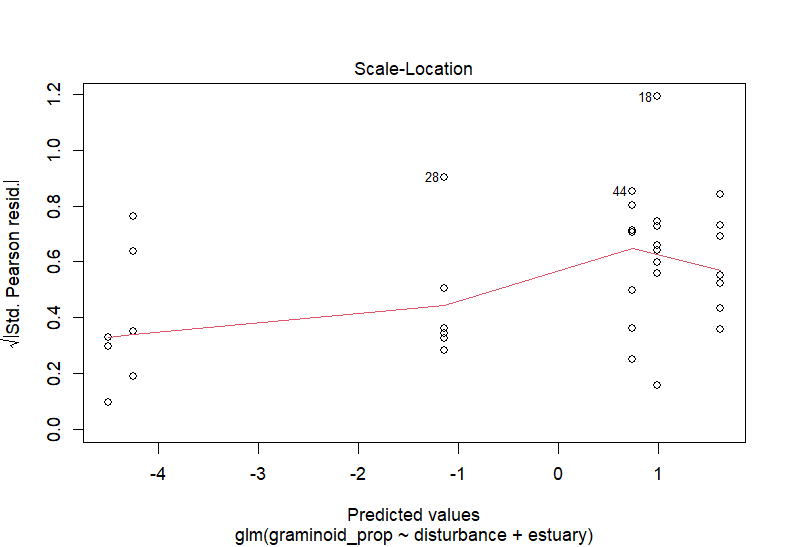 Scale-Location
√|Std. Pearson resid.|
1.2
1.0
0.8
0.6
0.4
0.2
0.0
18
28
44
-4 -3 -2 -1 0 1
Predicted values
glm(graminoid_prop ~ disturbance + estuary)